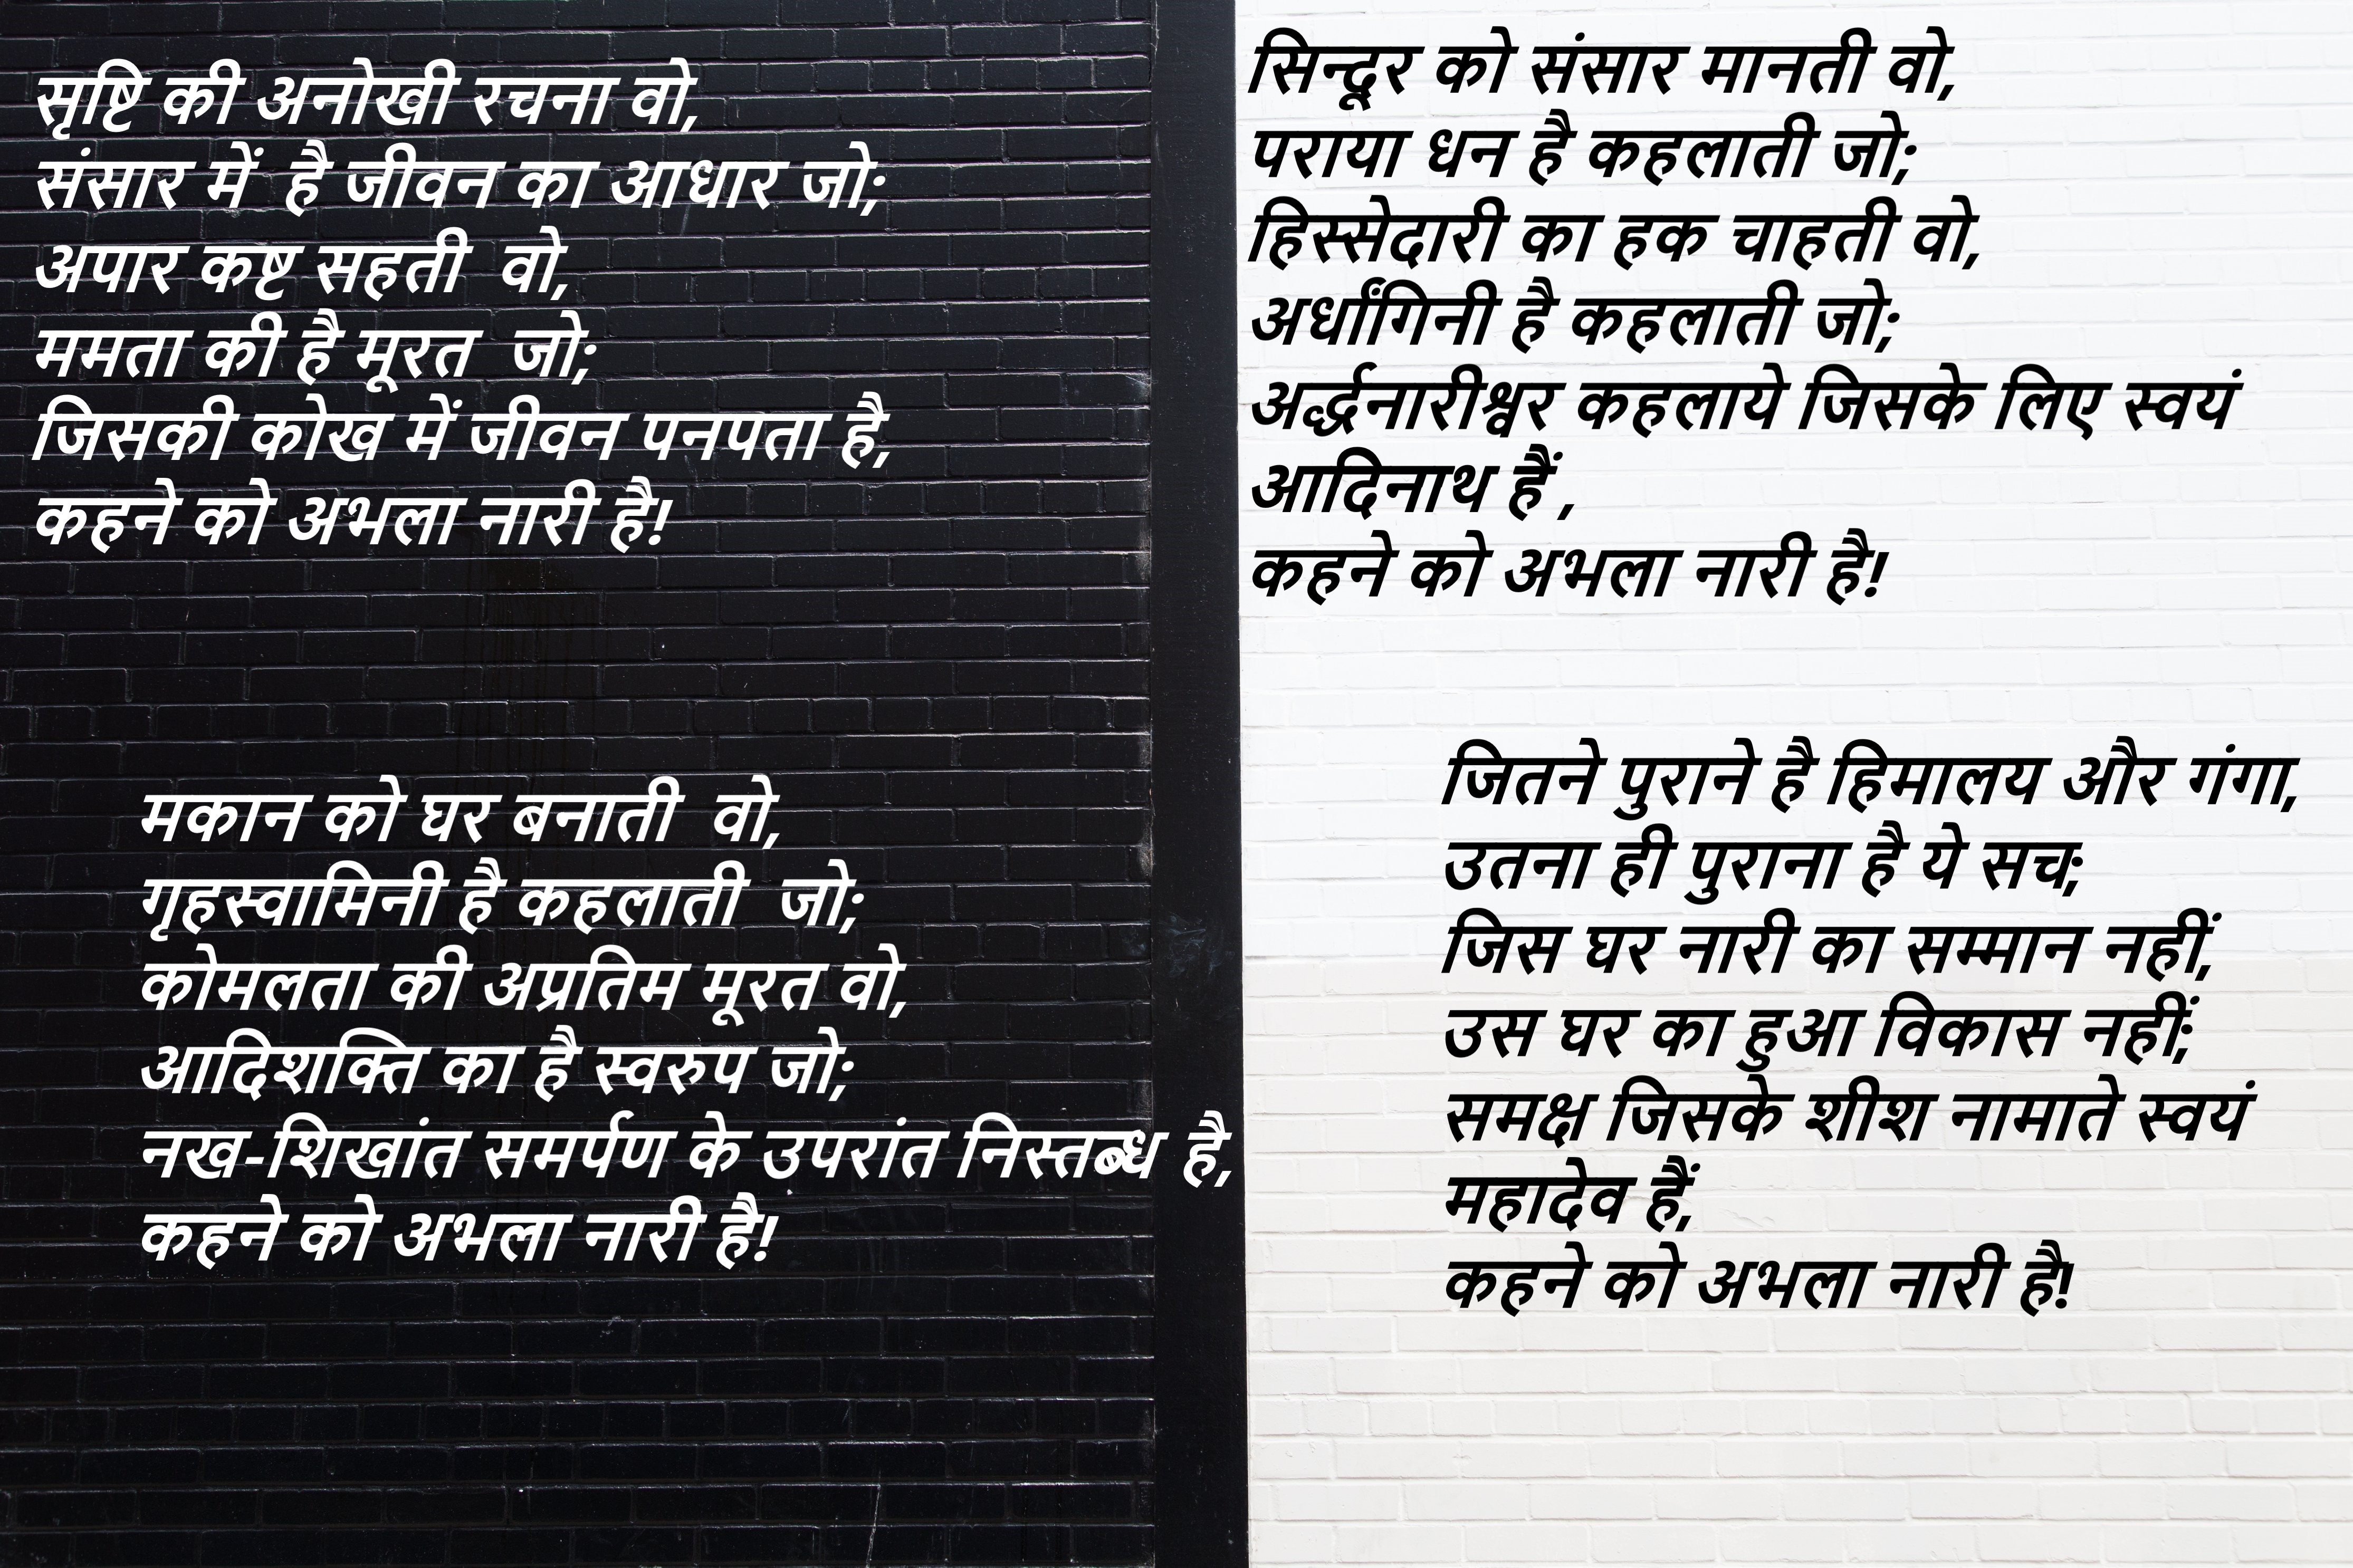 सृष्टि की अनोखी रचना वो,
संसार में है जीवन का आधार जो;
अपार कष्ट सहती वो,
ममता की है मूरत जो;
जिसकी कोख में जीवन पनपता है,
कहने को अभला नारी है!
मकान को घर बनाती वो,
गृहस्वामिनी है कहलाती जो;
कोमलता की अप्रतिम मूरत वो,
आदिशक्ति का है स्वरुप जो;
नख-शिखांत समर्पण के उपरांत निस्तब्ध है,
कहने को अभला नारी है!
सिन्दूर को संसार मानती वो,
पराया धन है कहलाती जो;
हिस्सेदारी का हक चाहती वो,
अर्धांगिनी है कहलाती जो;
अर्द्धनारीश्वर कहलाये जिसके लिए स्वयं
आदिनाथ हैं ,
कहने को अभला नारी है!
जितने पुराने है हिमालय और गंगा,
उतना ही पुराना है ये सच;
जिस घर नारी का सम्मान नहीं,
उस घर का हुआ विकास नहीं;
समक्ष जिसके शीश नामाते स्वयं
महादेव हैं,
कहने को अभला नारी है!